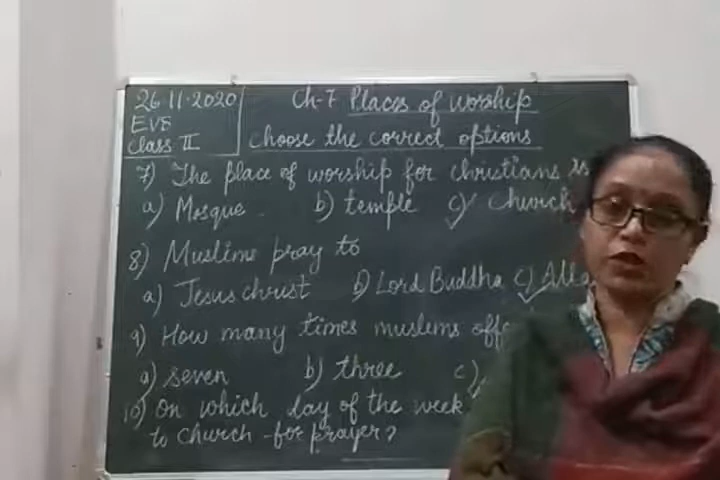 26.11.2020
EVS
Class II
Ch-7 Places of worship
choose the correct options
7) The place of worship for christians is
a) Mosque b) temple c) ✓ Church
8) Muslims pray to
a) Jesus christ b) Lord Buddha c) ✓
9) How many times muslims
a) seven b) three c) ✓
10) On which day of the week
to church for prayer?